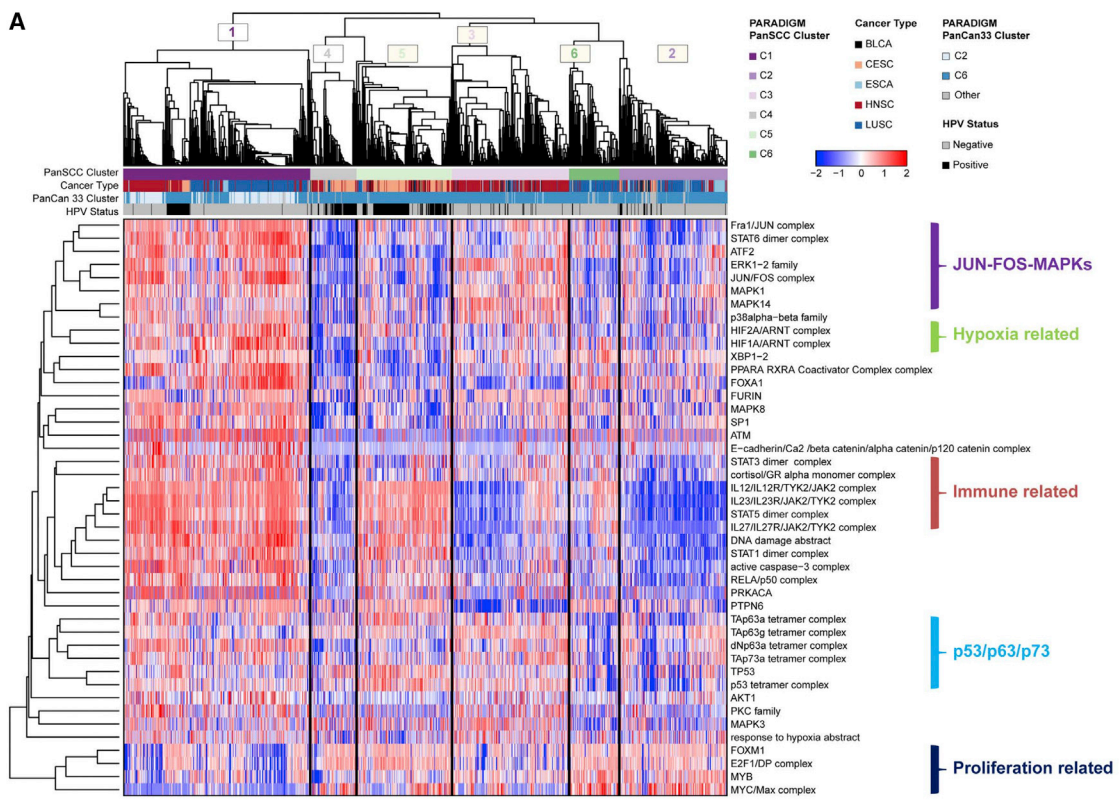 A
1
4
5
3
6
2
PARADIGM
PanSCC Cluster
C1
C2
C3
C4
C5
C6
Cancer Type
BLCA
CESC
ESCA
HNSC
LUSC
PARADIGM
PanCan33 Cluster
C2
C6
Other
HPV Status
Negative
Positive
−2 −1 0 1 2
PanSCC Cluster
Cancer Type
PanCan 33 Cluster
HPV Status
Fra1/JUN complex
STAT6 dimer complex
ATF2
ERK1−2 family
JUN/FOS complex
MAPK1
MAPK14
p38alpha−beta family
HIF2A/ARNT complex
HIF1A/ARNT complex
XBP1−2
PPARA RXRA Coactivator Complex complex
FOXA1
FURIN
MAPK8
SP1
ATM
E−cadherin/Ca2 /beta catenin/alpha catenin/p120 catenin complex
STAT3 dimer complex
cortisol/GR alpha monomer complex
IL12/IL12R/TYK2/JAK2 complex
IL23/IL23R/JAK2/TYK2 complex
STAT5 dimer complex
IL27/IL27R/JAK2/TYK2 complex
DNA damage abstract
STAT1 dimer complex
active caspase−3 complex
RELA/p50 complex
PRKACA
PTPN6
TAp63a tetramer complex
TAp63g tetramer complex
dNp63a tetramer complex
TAp73a tetramer complex
TP53
p53 tetramer complex
AKT1
PKC family
MAPK3
response to hypoxia abstract
FOXM1
E2F1/DP complex
MYB
MYC/Max complex
JUN-FOS-MAPKs
Hypoxia related
Immune related
p53/p63/p73
Proliferation related